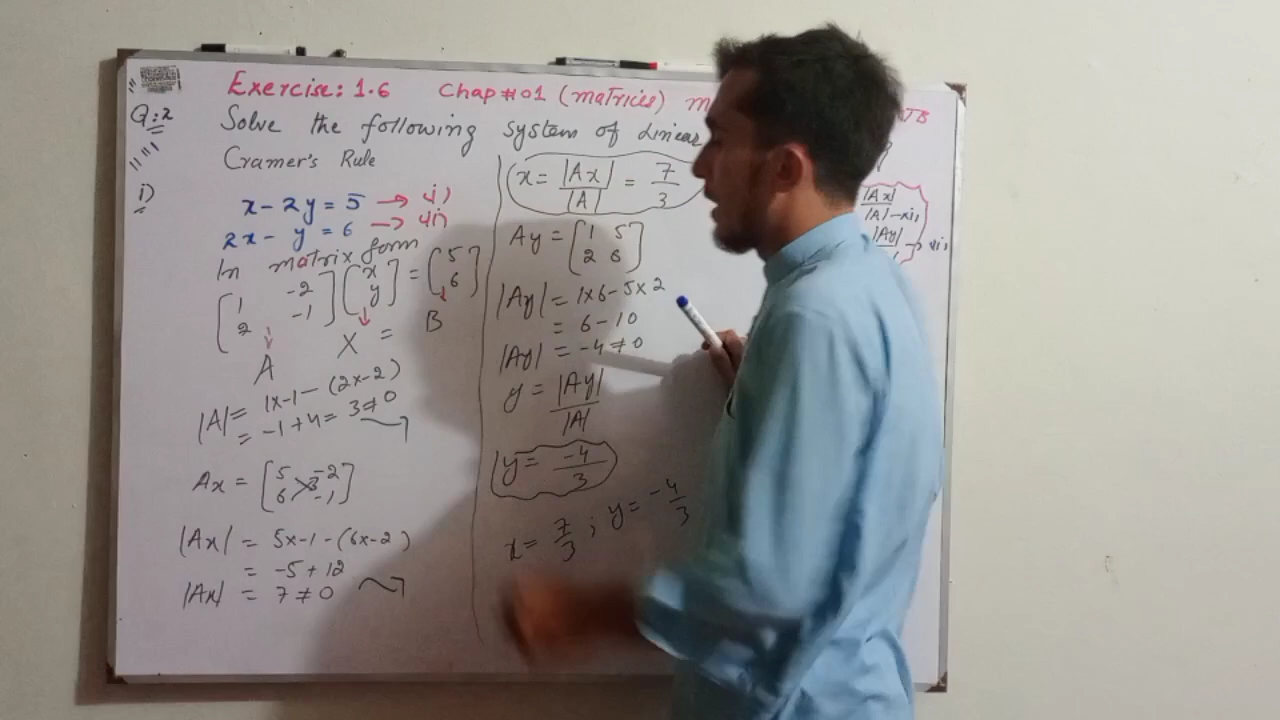 Exercise: 1.6 Chap # 01 (matrices) m
TB
Q:2 Solve the following system of Linear
Cramer's Rule
i)
x - 2y = 5 → (i)
2x - y = 6 → (ii)
In matrix form
[1 -2
2 -1] [x
y] = [5
6]
A X = B
|A| = 1x-1 - (2x-2)
= -1+4 = 3 ≠ 0
Ax = [5 -2
6 -1]
|Ax| = 5x-1 - (6x-2)
= -5 + 12
|Ax| = 7 ≠ 0
x = |Ax|/|A| = 7/3
Ay = [1 5
2 6]
|Ay| = 1x6 - 5x2
= 6 - 10
|Ay| = -4 ≠ 0
y = |Ay|/|A|
y = -4/3
x = 7/3 ; y = -4/3
|Ax|
|A|
|Ay|